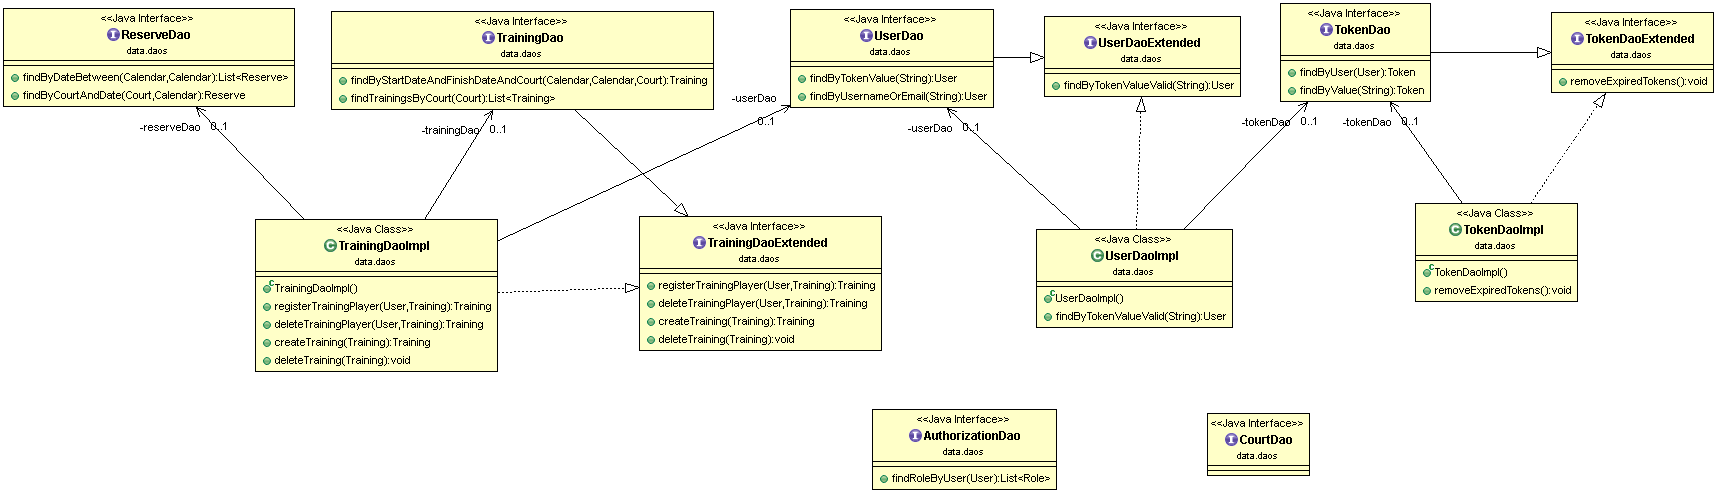 <<Java Interface>>
ReserveDao
data.daos
findByDateBetween(Calendar,Calendar):List<Reserve>
findByCourtAndDate(Court,Calendar):Reserve
<<Java Interface>>
TrainingDao
data.daos
findByStartDateAndFinishDateAndCourt(Calendar,Calendar,Court):Training
findTrainingsByCourt(Court):List<Training>
<<Java Interface>>
UserDao
data.daos
findByTokenValue(String):User
findByUsernameOrEmail(String):User
<<Java Interface>>
UserDaoExtended
data.daos
findByTokenValueValid(String):User
<<Java Interface>>
TokenDao
data.daos
findByUser(User):Token
findByValue(String):Token
<<Java Interface>>
TokenDaoExtended
data.daos
removeExpiredTokens():void
-reserveDao 0..1
-trainingDao 0..1
-userDao
0..1
-userDao 0..1
-tokenDao 0..1
-tokenDao 0..1
<<Java Class>>
TrainingDaoImpl
data.daos
TrainingDaoImpl()
registerTrainingPlayer(User,Training):Training
deleteTrainingPlayer(User,Training):Training
createTraining(Training):Training
deleteTraining(Training):void
<<Java Interface>>
TrainingDaoExtended
data.daos
registerTrainingPlayer(User,Training):Training
deleteTrainingPlayer(User,Training):Training
createTraining(Training):Training
deleteTraining(Training):void
<<Java Class>>
UserDaoImpl
data.daos
UserDaoImpl()
findByTokenValueValid(String):User
<<Java Class>>
TokenDaoImpl
data.daos
TokenDaoImpl()
removeExpiredTokens():void
<<Java Interface>>
AuthorizationDao
data.daos
findRoleByUser(User):List<Role>
<<Java Interface>>
CourtDao
data.daos